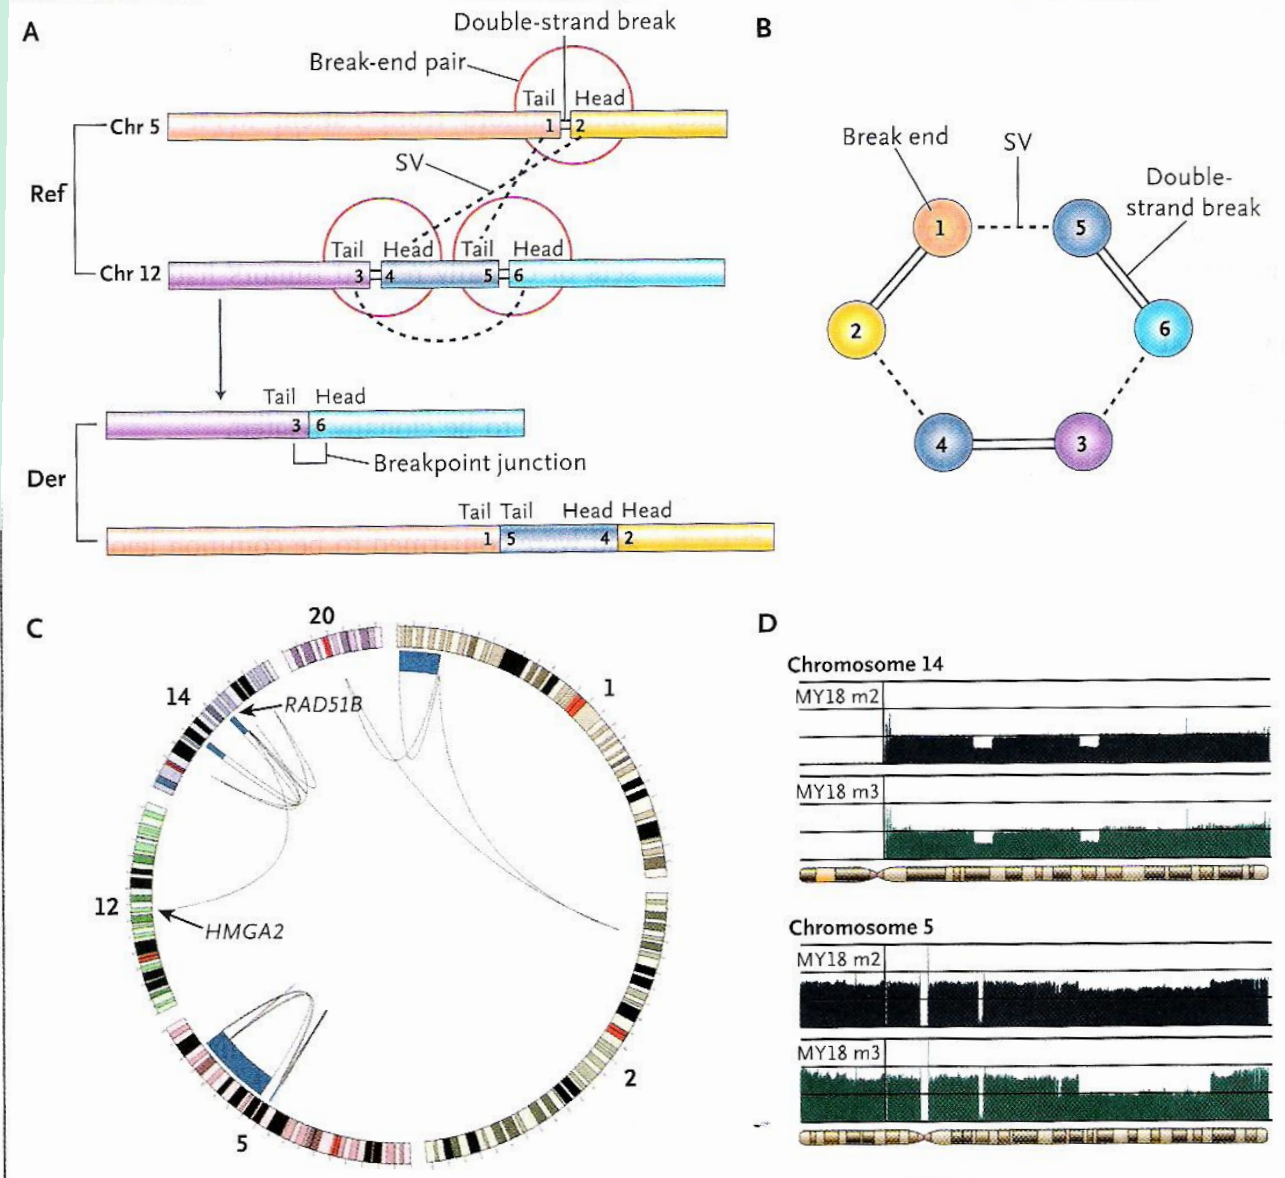 A
Double-strand break
Break-end pair
Tail Head
Chr 5
1 2
SV
Ref
Tail Head Tail Head
Chr 12
3 4 5 6
Tail Head
3 6
Breakpoint junction
Der
Tail Tail Head Head
1 5 4 2
B
Break end
SV
Double-
strand break
1
5
2
6
4
3
C
20
14
RAD51B
1
12
HMGA2
5
2
D
Chromosome 14
MY18 m2
MY18 m3
Chromosome 5
MY18 m2
MY18 m3